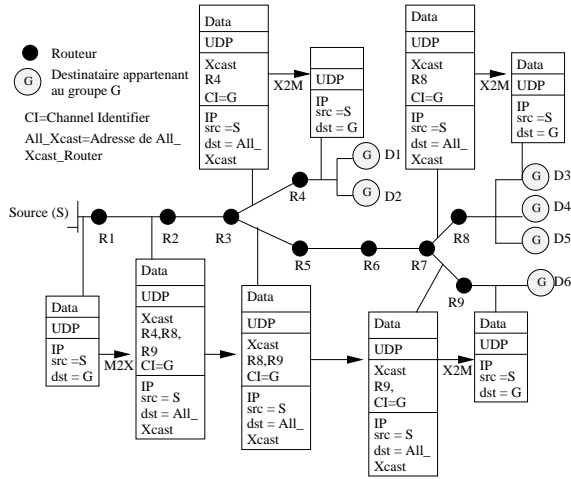 Routeur
G
Destinataire appartenant
au groupe G
CI=Channel Identifier
All_Xcast=Adresse de All_
Xcast_Router
Data
UDP
Xcast
R4
CI=G
IP
src =S
dst = All_
Xcast
X2M
UDP
IP
src =S
dst = G
Data
UDP
Xcast
R8
CI=G
IP
src =S
dst = All_
Xcast
X2M
Data
UDP
IP
src =S
dst = G
G
D1
G
D2
R4
G
D3
G
D4
G
D5
R8
Source (S)
R1
R2
R3
R5
R6
R7
R9
G
D6
Data
UDP
IP
src =S
dst = G
M2X
Data
UDP
Xcast
R4,R8,
R9
CI=G
IP
src = S
dst = All_
Xcast
Data
UDP
Xcast
R8,R9
CI=G
IP
src = S
dst = All_
Xcast
Data
UDP
Xcast
R9,
CI=G
IP
src = S
dst = All_
Xcast
X2M
Data
UDP
IP
src =S
dst = G